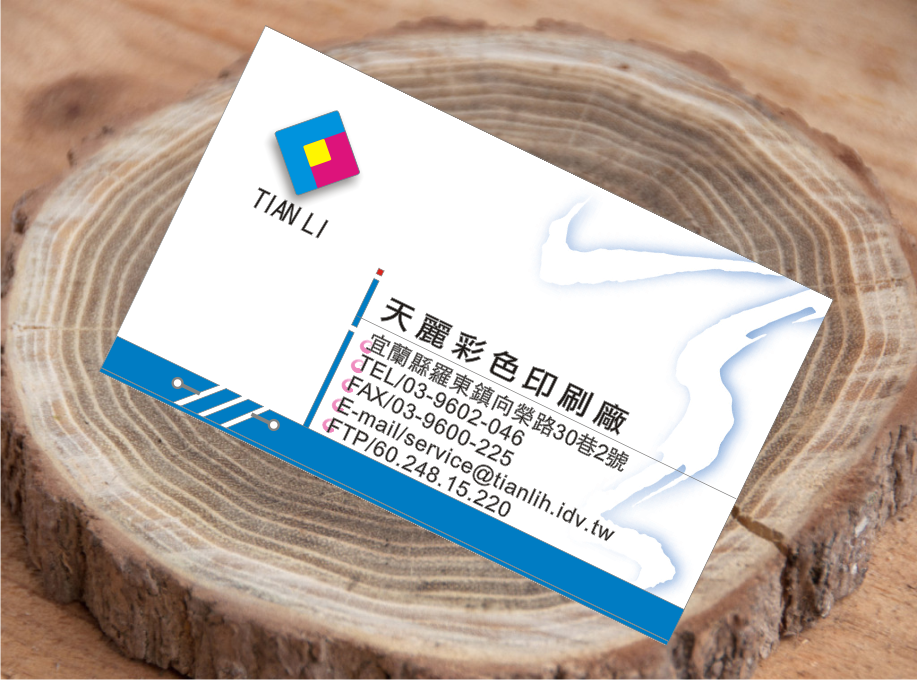 TIAN LI
天麗彩色印刷廠
宜蘭縣羅東鎮向榮路30巷2號
TEL/03-9602-046
FAX/03-9600-225
E-mail/service@tianlih.idv.tw
FTP/60.248.15.220